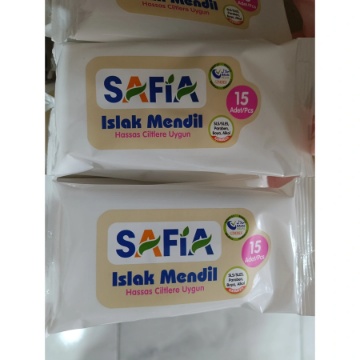 SAFiA
15
Adet/Pcs
Islak Mendil
Hassas Ciltlere Uygun
SAFiA
15
Adet/Pcs
Islak Mendil
Hassas Ciltlere Uygun